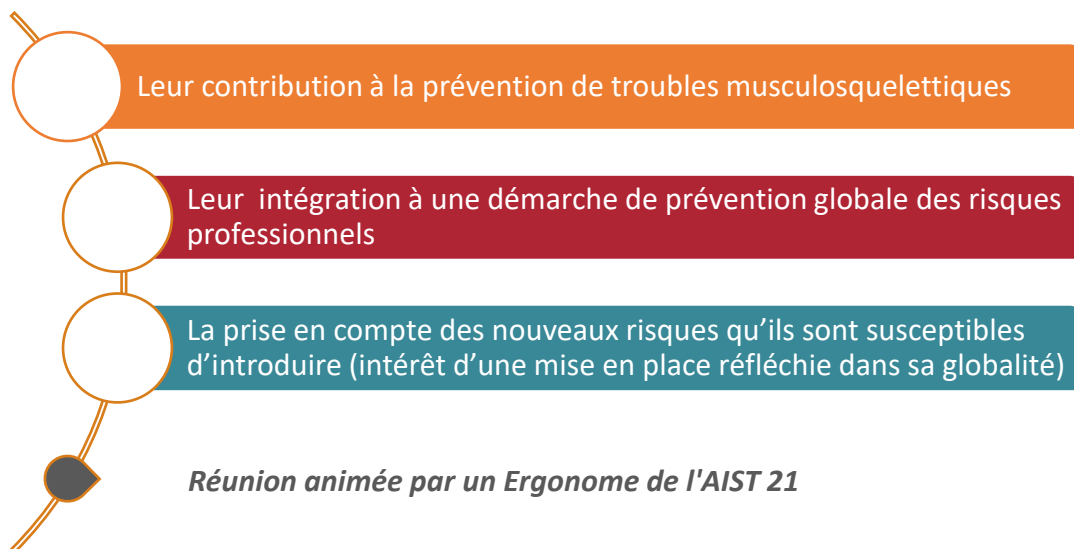 Leur contribution à la prévention de troubles musculosquelettiques
Leur  intégration à une démarche de prévention globale des risques
professionnels
La prise en compte des nouveaux risques qu’ils sont susceptibles
d’introduire (intérêt d’une mise en place réfléchie dans sa globalité)
Réunion animée par un Ergonome de l'AIST 21